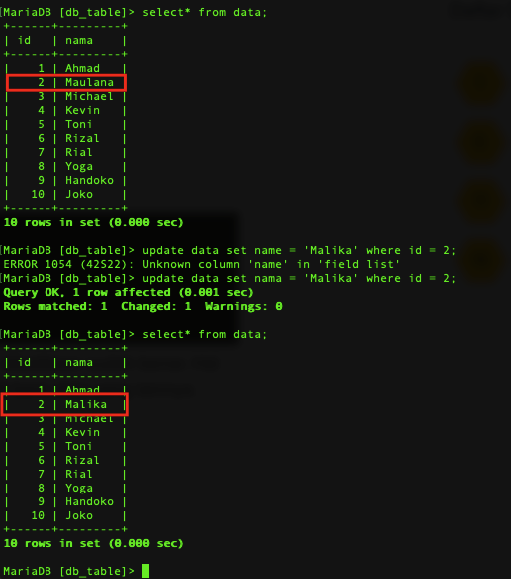 MariaDB [db_table]> select* from data;
+------+---------+
| id   | nama    |
+------+---------+
|    1 | Ahmad   |
|    2 | Maulana |
|    3 | Michael |
|    4 | Kevin   |
|    5 | Toni    |
|    6 | Rizal   |
|    7 | Rial    |
|    8 | Yoga    |
|    9 | Handoko |
|   10 | Joko    |
+------+---------+
10 rows in set (0.000 sec)
MariaDB [db_table]> update data set name = 'Malika' where id = 2;
ERROR 1054 (42S22): Unknown column 'name' in 'field list'
MariaDB [db_table]> update data set nama = 'Malika' where id = 2;
Query OK, 1 row affected (0.001 sec)
Rows matched: 1  Changed: 1  Warnings: 0
MariaDB [db_table]> select* from data;
+------+---------+
| id   | nama    |
+------+---------+
|    1 | Ahmad   |
|    2 | Malika  |
|    3 | Michael |
|    4 | Kevin   |
|    5 | Toni    |
|    6 | Rizal   |
|    7 | Rial    |
|    8 | Yoga    |
|    9 | Handoko |
|   10 | Joko    |
+------+---------+
10 rows in set (0.000 sec)
MariaDB [db_table]>